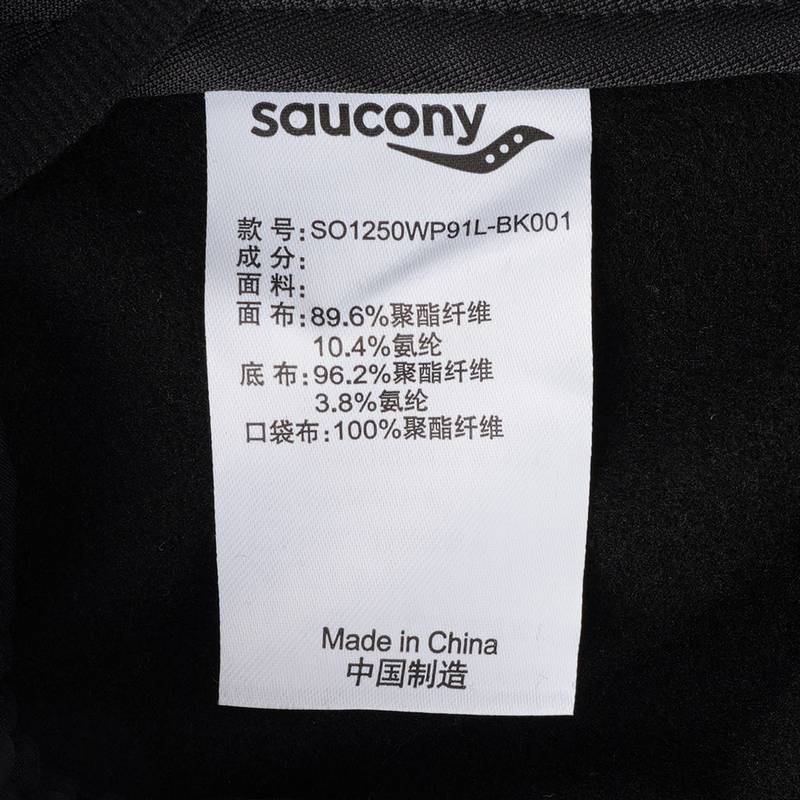 saucony
款号:SO1250WP91L-BK001
成分:
面料:
面布:89.6%聚酯纤维
10.4%氨纶
底布:96.2%聚酯纤维
3.8%氨纶
口袋布:100%聚酯纤维
Made in China
中国制造